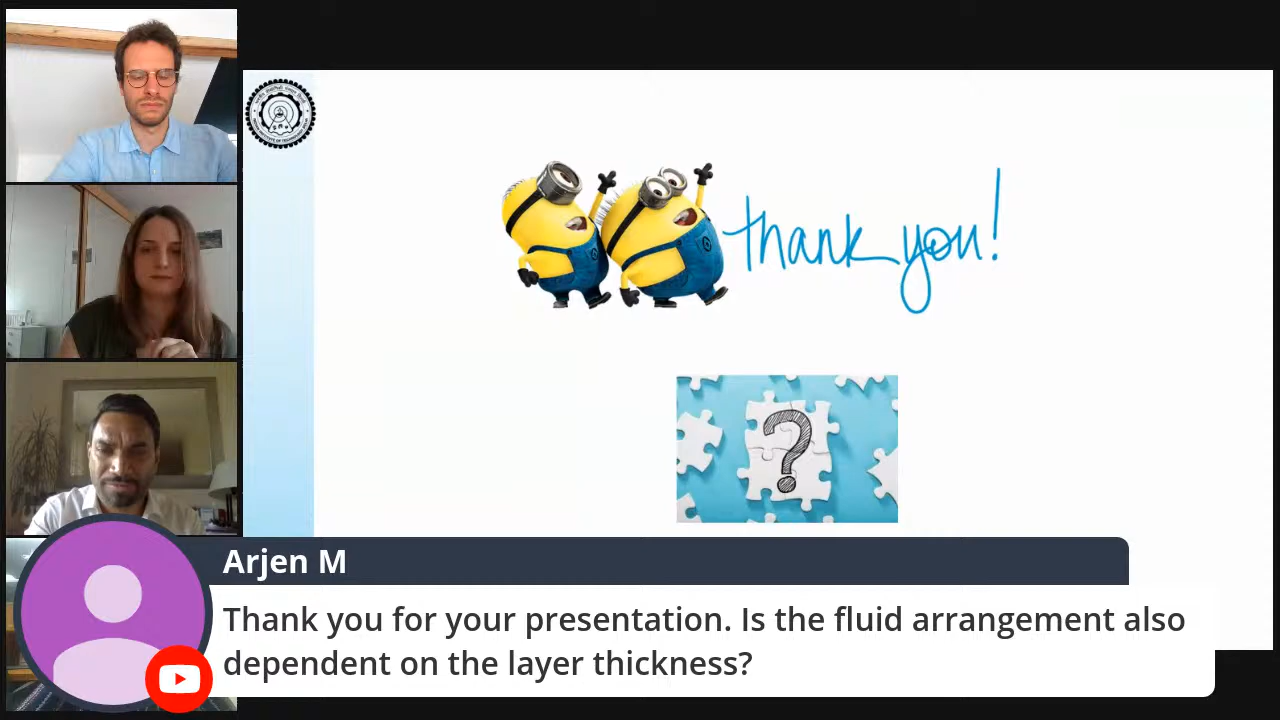 thank you!
?
Arjen M
Thank you for your presentation. Is the fluid arrangement also
dependent on the layer thickness?